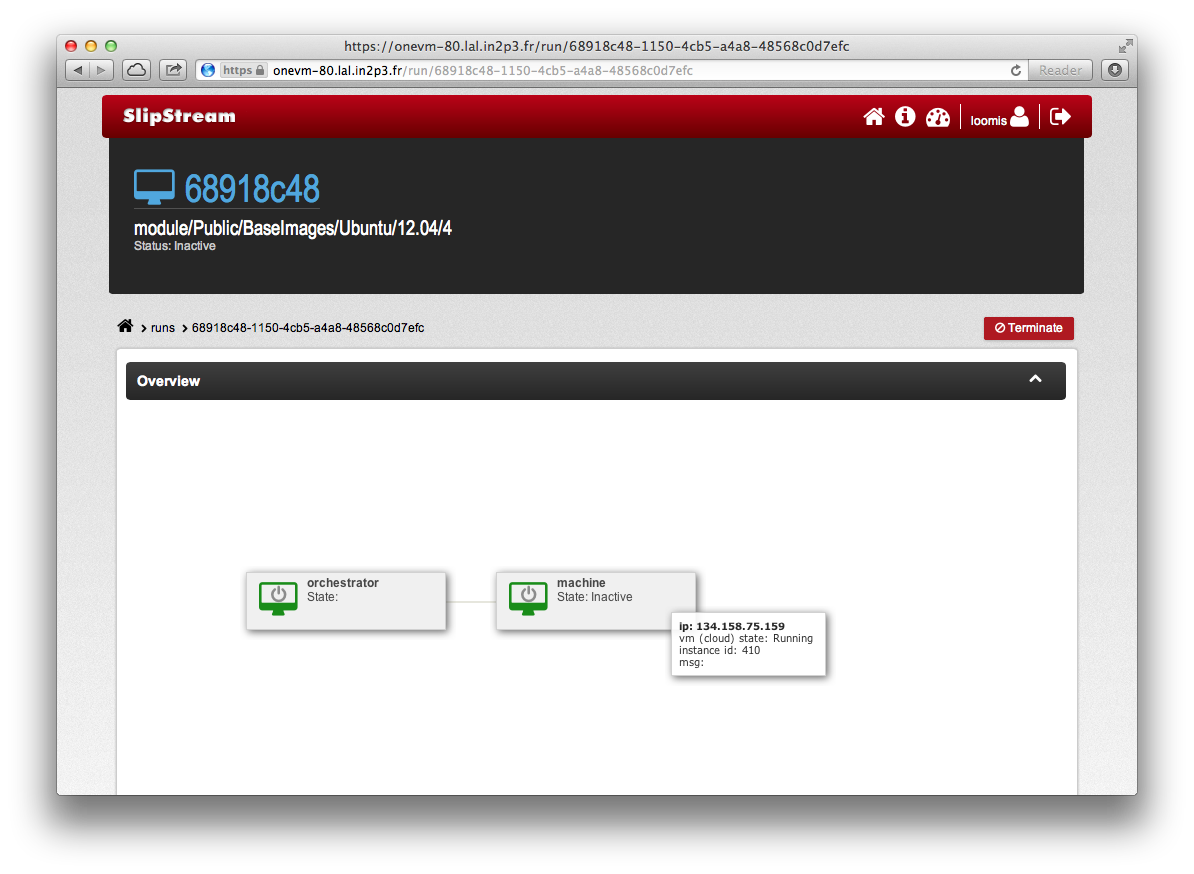 https://onevm-80.lal.in2p3.fr/run/68918c48-1150-4cb5-a4a8-48568c0d7efc
https onevm-80.lal.in2p3.fr/run/68918c48-1150-4cb5-a4a8-48568c0d7efc Reader
SlipStream loomis
68918c48
module/Public/BaseImages/Ubuntu/12.04/4
Status: Inactive
runs 68918c48-1150-4cb5-a4a8-48568c0d7efc Terminate
Overview
orchestrator
State:
machine
State: Inactive
ip: 134.158.75.159
vm (cloud) state: Running
instance id: 410
msg: